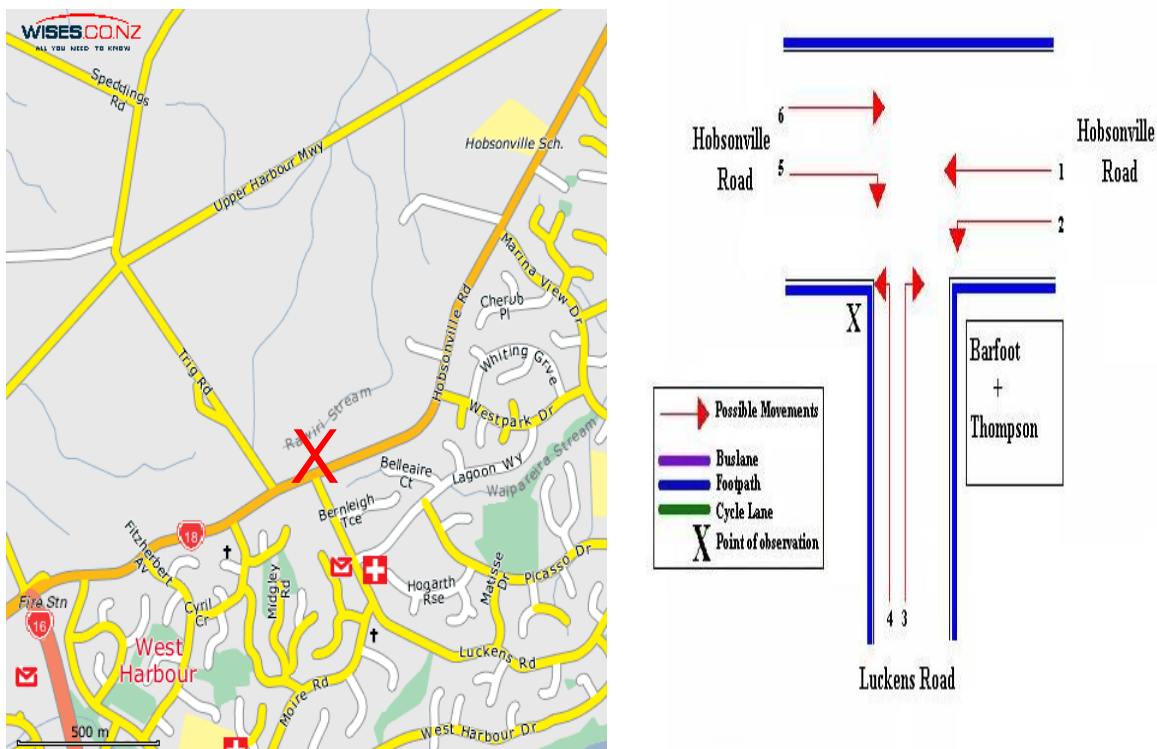 WISES.CO.NZ
ALL YOU NEED TO KNOW
Speddings
Rd
Upper Harbour Mwy
Hobsonville Sch.
Marina View Dr
Cherub
Pl
Hobsonville Rd
Whiting Grve
Trig Rd
Westpark Dr
Rawiri Stream
X
Belleaire
Ct
Lagoon Wy
Waipareira Stream
Bernleigh
Tce
18
Fitzherbert
Av
Midgley
Rd
Hogarth
Rse
Matisse
Dr
Picasso Dr
Fire Stn
16
Cyril
Cr
West
Harbour
Luckens Rd
Moire Rd
West Harbour Dr
500 m
6
Hobsonville
Road
5
1
Hobsonville
Road
2
X
Barfoot
+
Thompson
Possible Movements
Buslane
Footpath
Cycle Lane
X Point of observation
4 3
Luckens Road